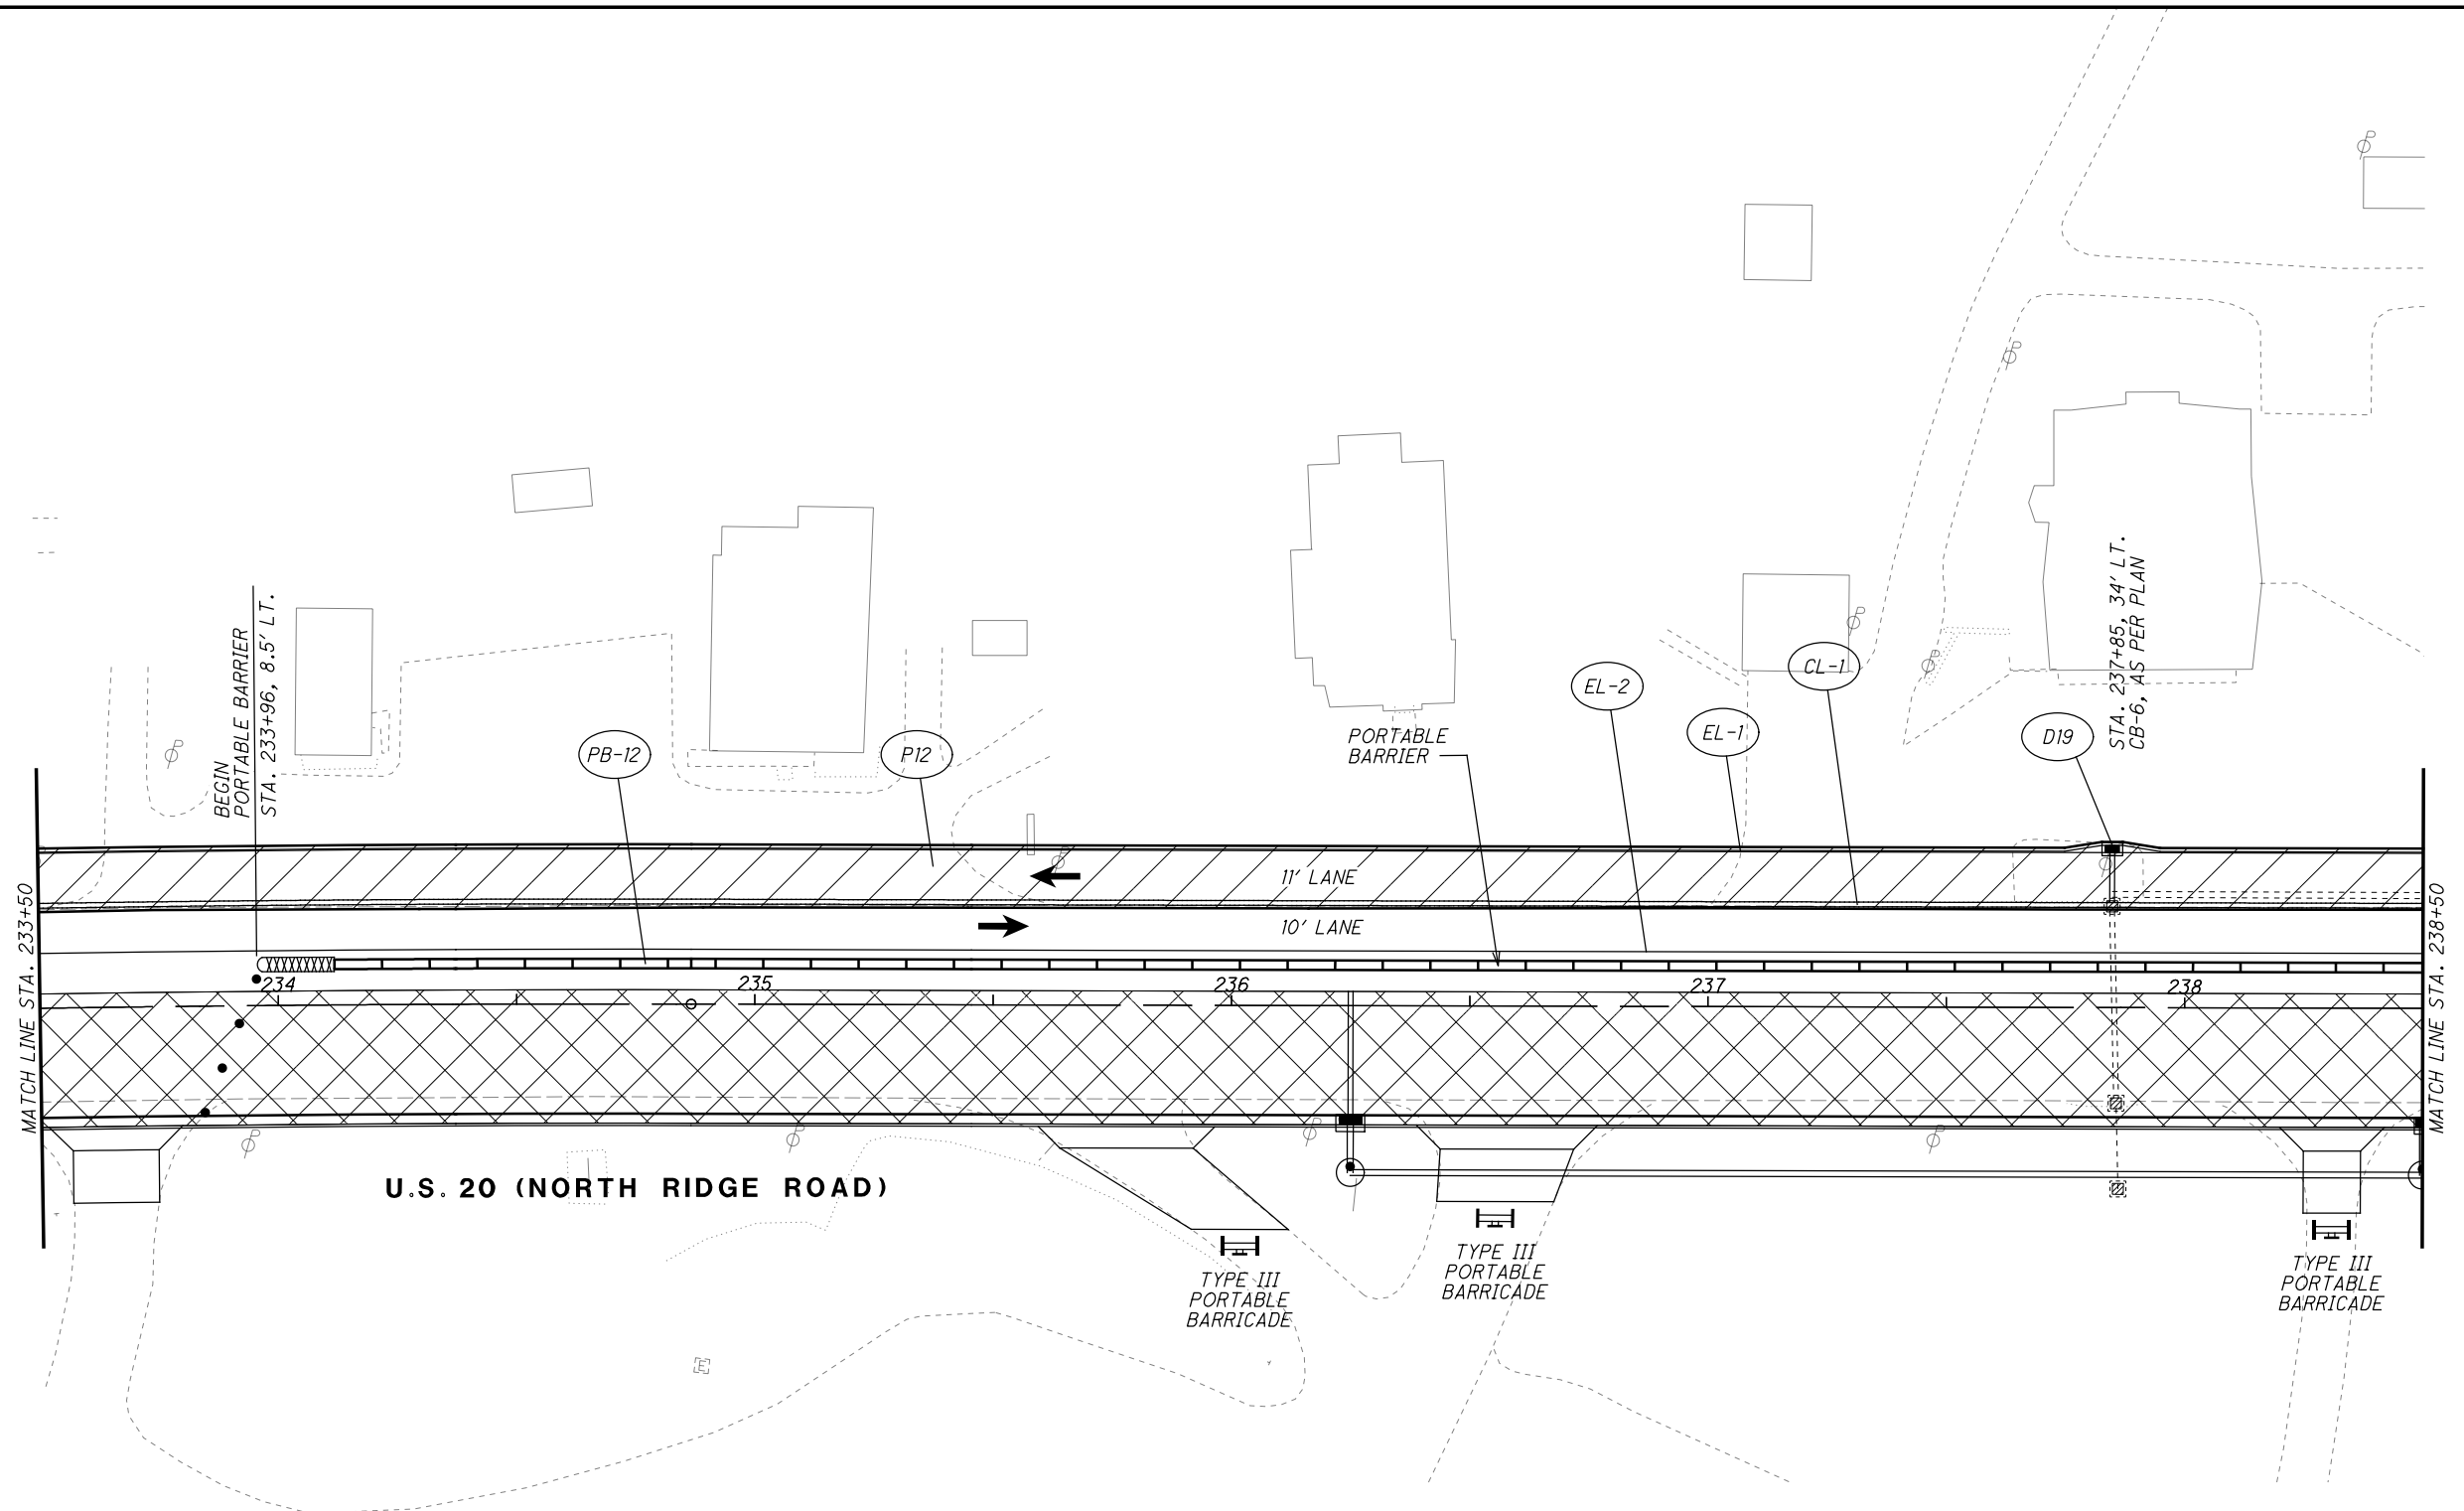 MATCH LINE STA. 233+50
BEGIN
PORTABLE BARRIER
STA. 233+96, 8.5' LT.
PB-12
P12
PORTABLE
BARRIER
EL-2
EL-1
CL-1
D19
STA. 237+85, 34' LT.
CB-6, AS PER PLAN
11' LANE
10' LANE
234
235
236
237
238
MATCH LINE STA. 238+50
U.S. 20 (NORTH RIDGE ROAD)
TYPE III
PORTABLE
BARRICADE
TYPE III
PORTABLE
BARRICADE
TYPE III
PORTABLE
BARRICADE
E